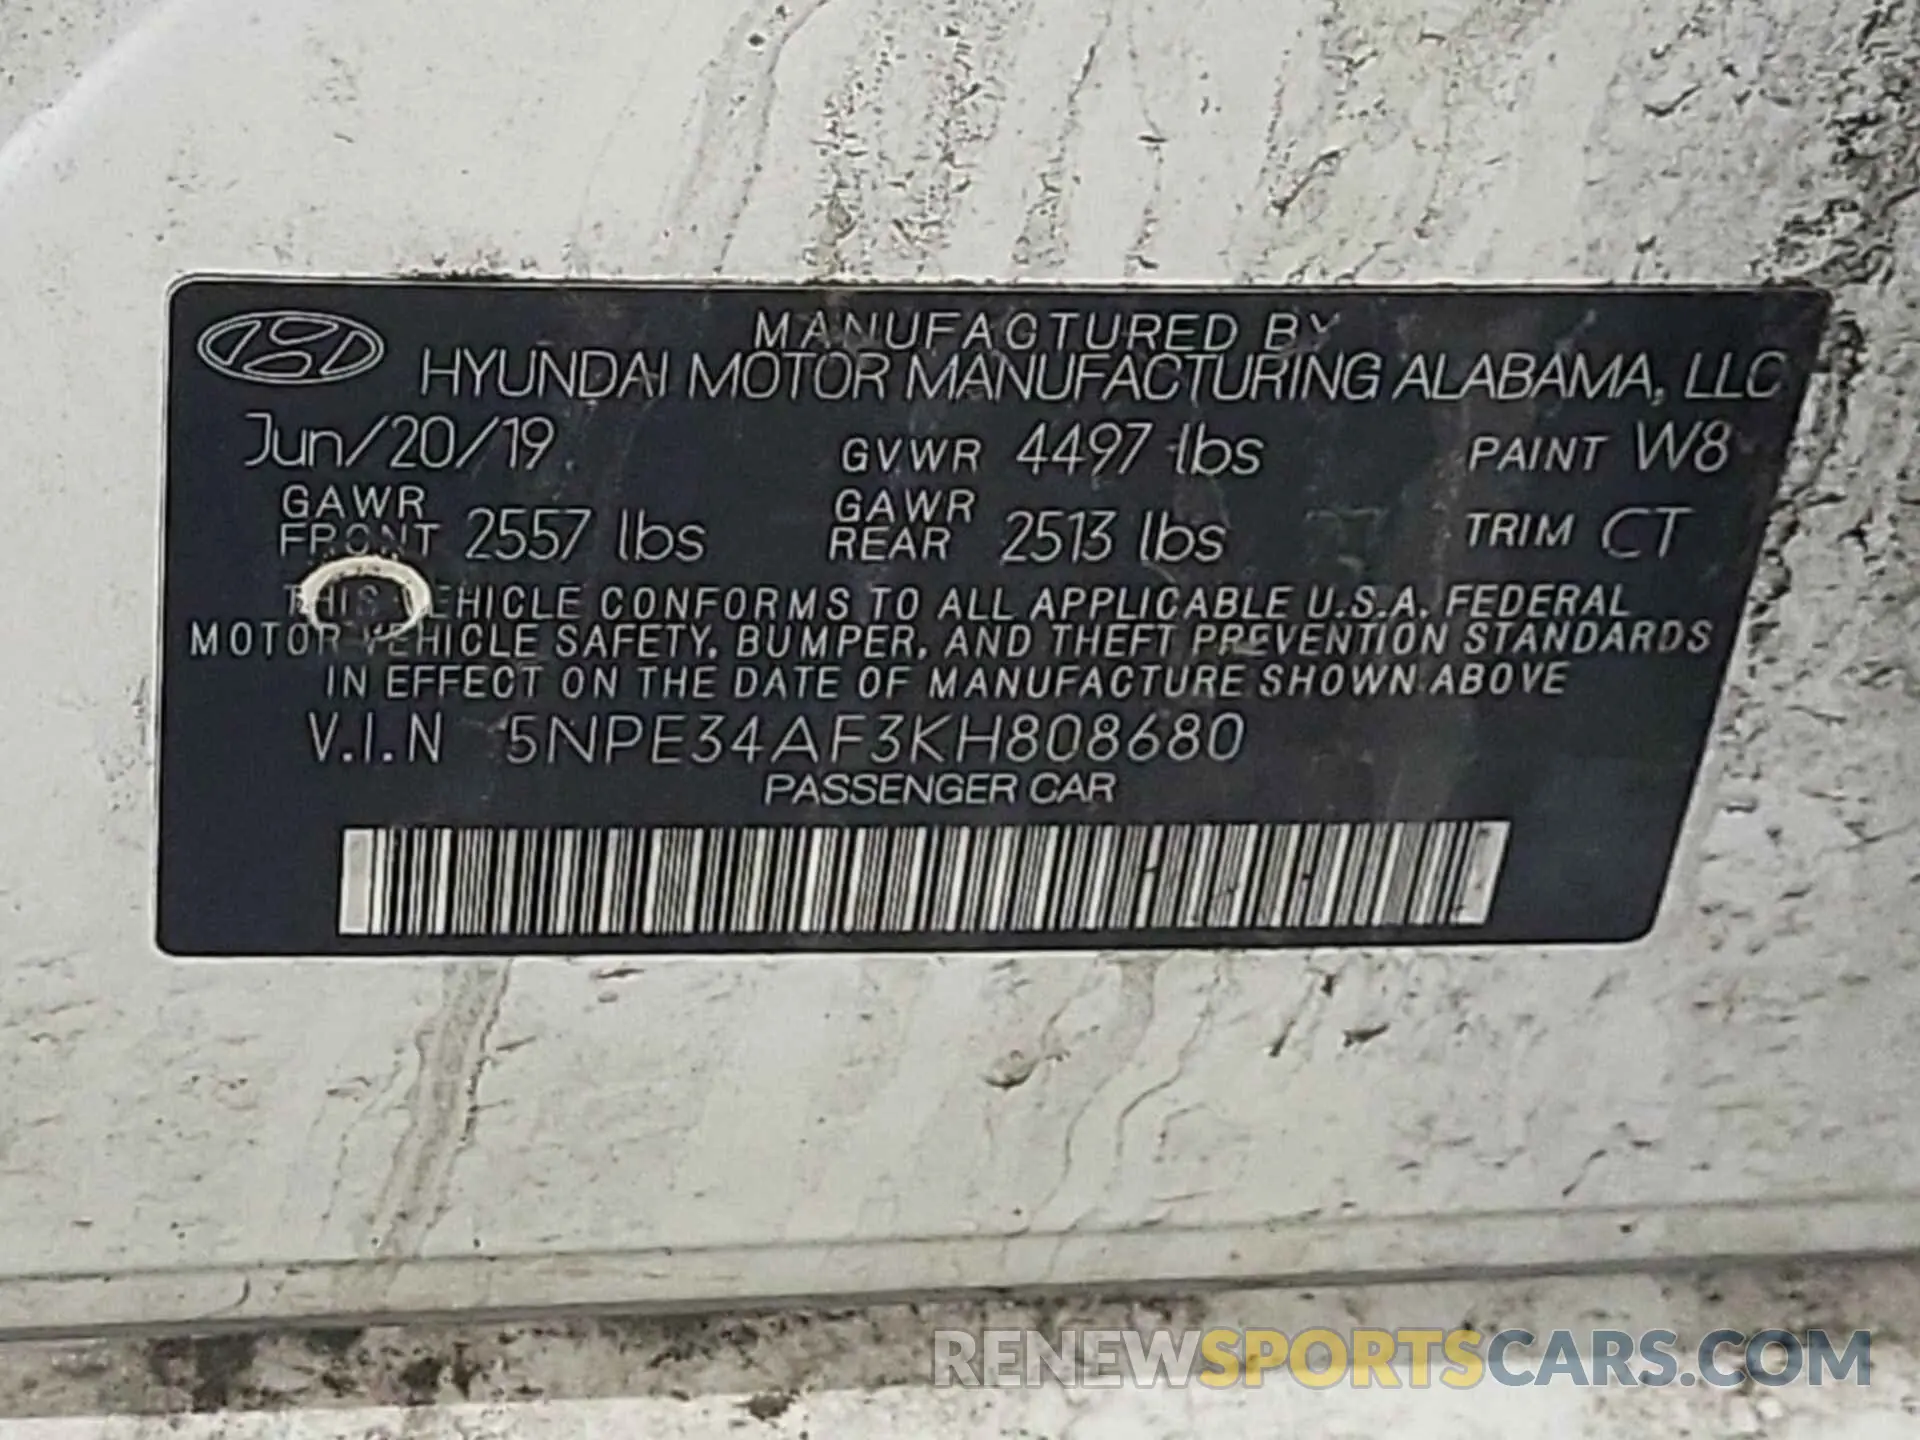 MANUFACTURED BY
HYUNDAI MOTOR MANUFACTURING ALABAMA, LLC
Jun/20/19 GVWR 4497 lbs PAINT W8
GAWR FRONT 2557 lbs GAWR REAR 2513 lbs TRIM CT
THIS VEHICLE CONFORMS TO ALL APPLICABLE U.S.A. FEDERAL
MOTOR VEHICLE SAFETY, BUMPER, AND THEFT PREVENTION STANDARDS
IN EFFECT ON THE DATE OF MANUFACTURE SHOWN ABOVE
V.I.N 5NPE34AF3KH808680
PASSENGER CAR
RENEWSPORTSCARS.COM